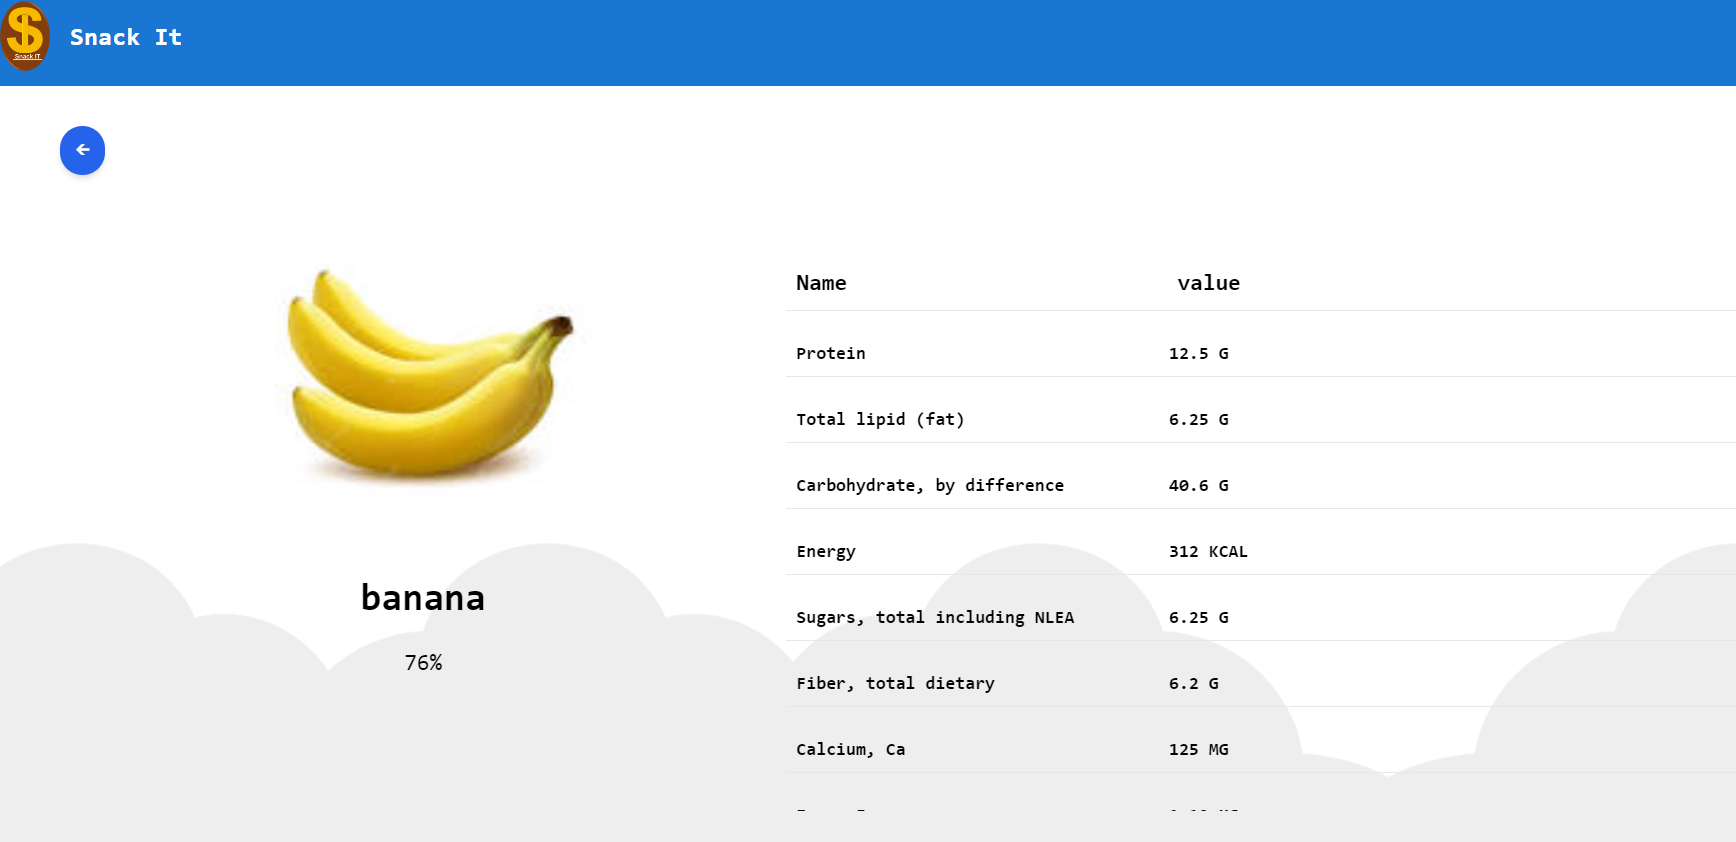 $
Snack IT
Snack It
banana
76%
Name value
Protein 12.5 G
Total lipid (fat) 6.25 G
Carbohydrate, by difference 40.6 G
Energy 312 KCAL
Sugars, total including NLEA 6.25 G
Fiber, total dietary 6.2 G
Calcium, Ca 125 MG